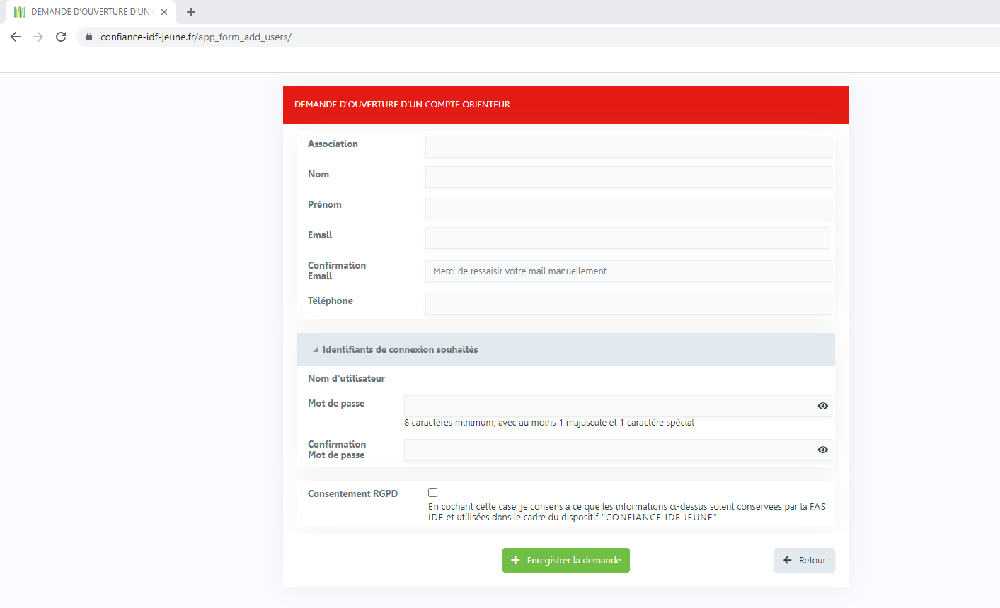 DEMANDE D'OUVERTURE D'UN
confiance-idf-jeune.fr/app_form_add_users/
DEMANDE D'OUVERTURE D'UN COMPTE ORIENTEUR
Association
Nom
Prénom
Email
Confirmation
Email
Merci de ressaisir votre mail manuellement
Téléphone
Identifiants de connexion souhaités
Nom d'utilisateur
Mot de passe
8 caractères minimum, avec au moins 1 majuscule et 1 caractère spécial
Confirmation
Mot de passe
Consentement RGPD
En cochant cette case, je consens à ce que les informations ci-dessus soient conservées par la FAS
IDF et utilisées dans le cadre du dispositif "CONFIANCE IDF JEUNE"
Enregistrer la demande
Retour